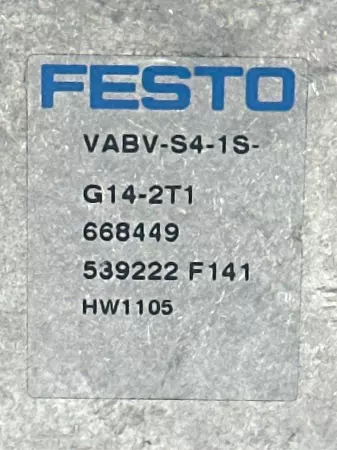 FESTO
VABV-S4-1S-
G14-2T1
668449
539222 F141
HW1105